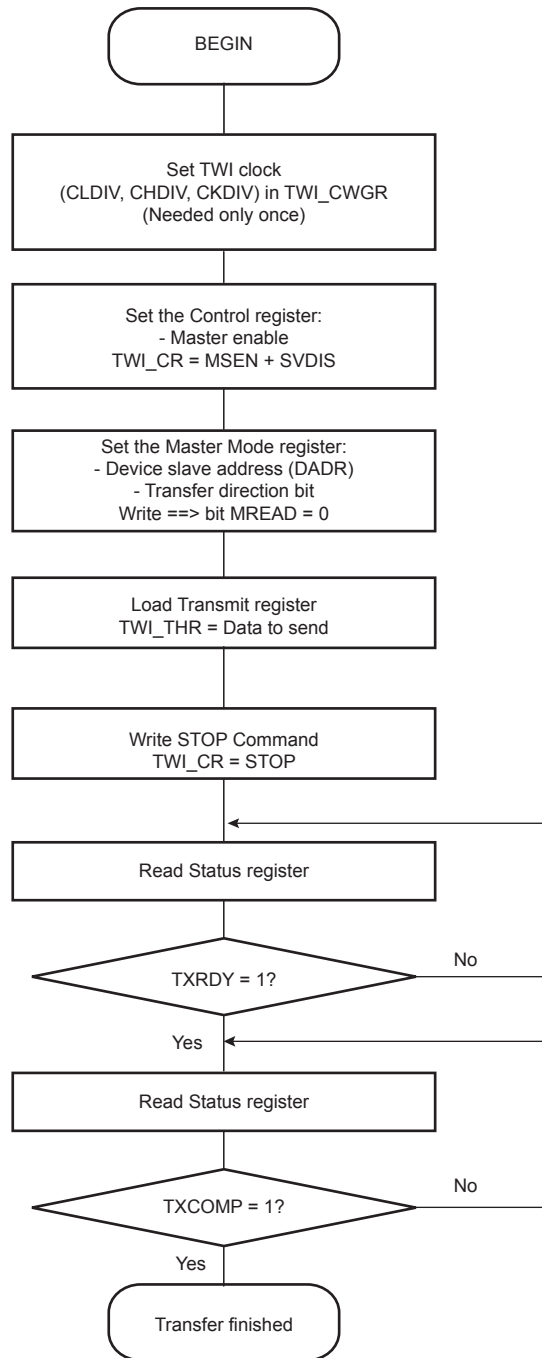 BEGIN
Set TWI clock
(CLDIV, CHDIV, CKDIV) in TWI_CWGR
(Needed only once)
Set the Control register:
- Master enable
TWI_CR = MSEN + SVDIS
Set the Master Mode register:
- Device slave address (DADR)
- Transfer direction bit
Write ==> bit MREAD = 0
Load Transmit register
TWI_THR = Data to send
Write STOP Command
TWI_CR = STOP
Read Status register
TXRDY = 1?
No
Yes
Read Status register
TXCOMP = 1?
No
Yes
Transfer finished